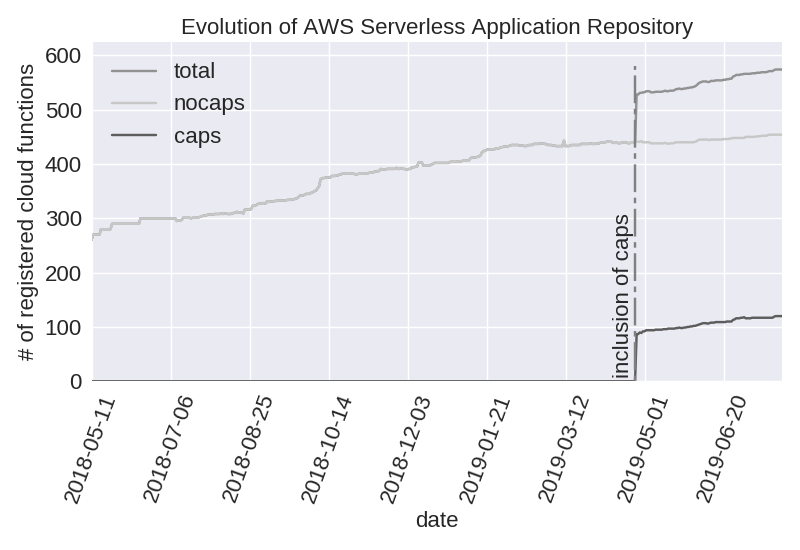 Evolution of AWS Serverless Application Repository
# of registered cloud functions
600
500
400
300
200
100
0
total
nocaps
caps
inclusion of caps
2018-05-11
2018-07-06
2018-08-25
2018-10-14
2018-12-03
2019-01-21
2019-03-12
2019-05-01
2019-06-20
date